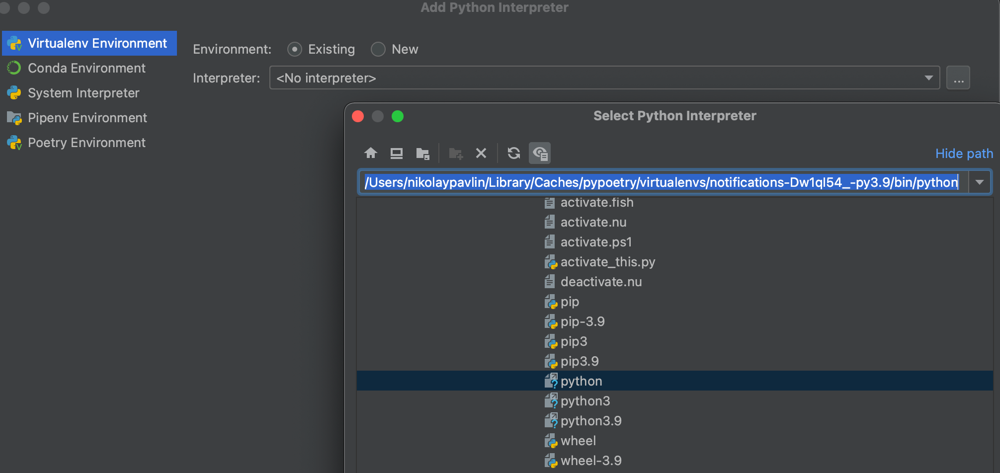 Add Python Interpreter
Virtualenv Environment
Conda Environment
System Interpreter
Pipenv Environment
Poetry Environment
Environment: Existing New
Interpreter: <No interpreter> ...
Select Python Interpreter
Hide path
/Users/nikolaypavlin/Library/Caches/pypoetry/virtualenvs/notifications-Dw1ql54_-py3.9/bin/python
activate.fish
activate.nu
activate.ps1
activate_this.py
deactivate.nu
pip
pip-3.9
pip3
pip3.9
python
python3
python3.9
wheel
wheel-3.9